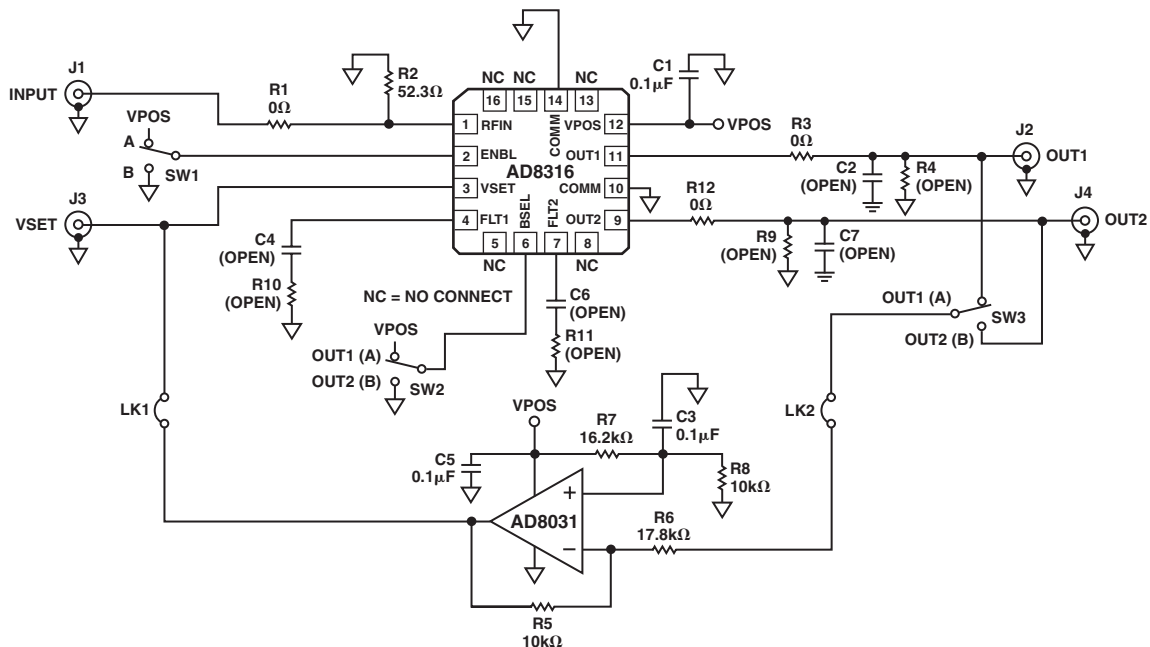 J1
INPUT
R1
0Ω
R2
52.3Ω
NC NC NC
16 15 14 13
C1
0.1µF
VPOS
A
B
SW1
1 RFIN
2 ENBL
3 VSET
4 FLT1
COMM
VPOS 12
OUT1 11
COMM 10
OUT2 9
AD8316
BSEL
FLT2
5 6 7 8
NC NC
VPOS
R3
0Ω
J2
OUT1
C2
(OPEN)
R4
(OPEN)
J3
VSET
R12
0Ω
J4
OUT2
R9
(OPEN)
C7
(OPEN)
C4
(OPEN)
R10
(OPEN)
NC = NO CONNECT
C6
(OPEN)
R11
(OPEN)
VPOS
OUT1 (A)
OUT2 (B)
SW2
OUT1 (A)
SW3
OUT2 (B)
LK1
VPOS
R7
16.2kΩ
C3
0.1µF
LK2
C5
0.1µF
R8
10kΩ
+
AD8031
–
R6
17.8kΩ
R5
10kΩ